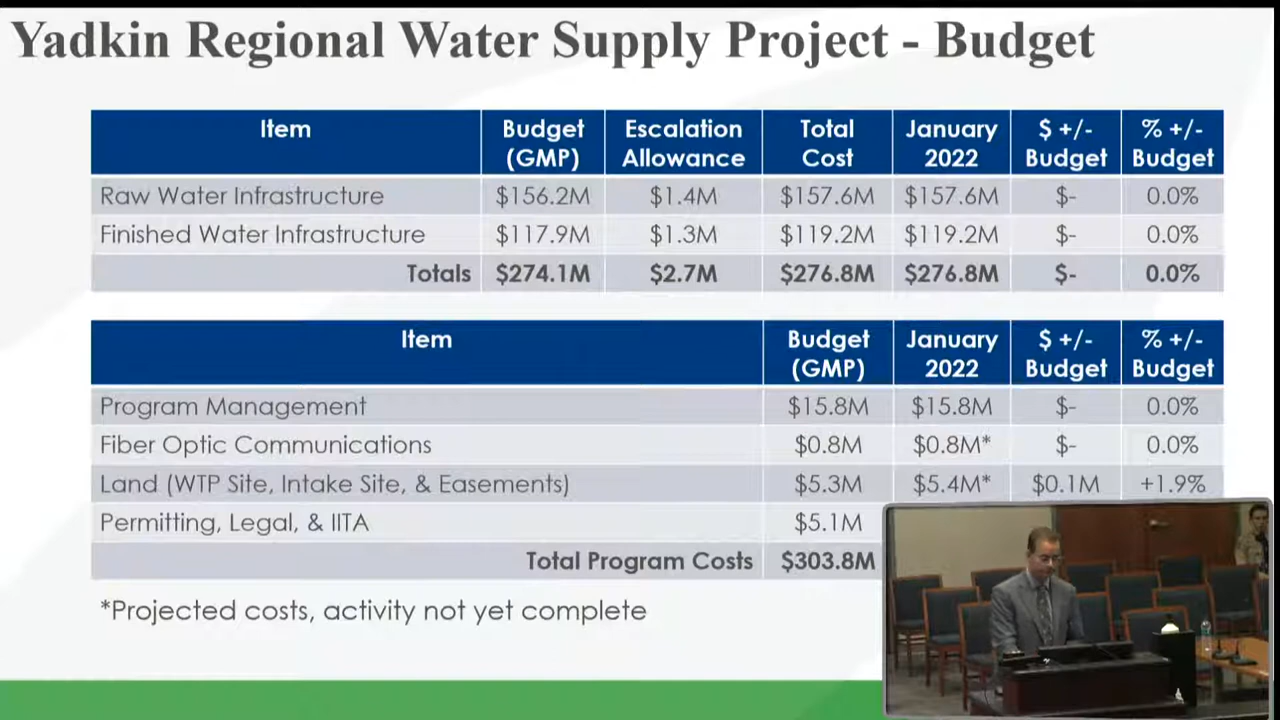 Yadkin Regional Water Supply Project - Budget
Item Budget (GMP) Escalation Allowance Total Cost January 2022 $ +/- Budget % +/- Budget
Raw Water Infrastructure $156.2M $1.4M $157.6M $157.6M $- 0.0%
Finished Water Infrastructure $117.9M $1.3M $119.2M $119.2M $- 0.0%
Totals $274.1M $2.7M $276.8M $276.8M $- 0.0%
Item Budget (GMP) January 2022 $ +/- Budget % +/- Budget
Program Management $15.8M $15.8M $- 0.0%
Fiber Optic Communications $0.8M $0.8M* $- 0.0%
Land (WTP Site, Intake Site, & Easements) $5.3M $5.4M* $0.1M +1.9%
Permitting, Legal, & IITA $5.1M
Total Program Costs $303.8M
*Projected costs, activity not yet complete